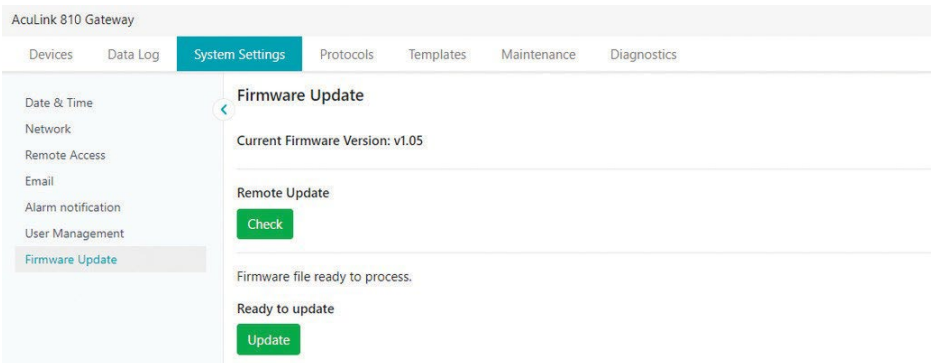 AcuLink 810 Gateway
Devices Data Log System Settings Protocols Templates Maintenance Diagnostics
Date & Time
Network
Remote Access
Email
Alarm notification
User Management
Firmware Update
Firmware Update
Current Firmware Version: v1.05
Remote Update
Check
Firmware file ready to process.
Ready to update
Update